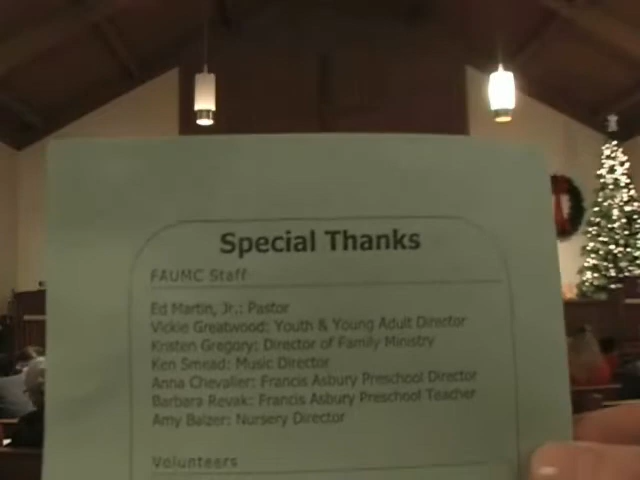 Special Thanks
FAUMC Staff
Ed Martin, Jr.: Pastor
Vickie Greatwood: Youth & Young Adult Director
Kristen Gregory: Director of Family Ministry
Ken Smead: Music Director
Anna Chevalier: Francis Asbury Preschool Director
Barbara Revak: Francis Asbury Preschool Teacher
Amy Balzer: Nursery Director
Volunteers